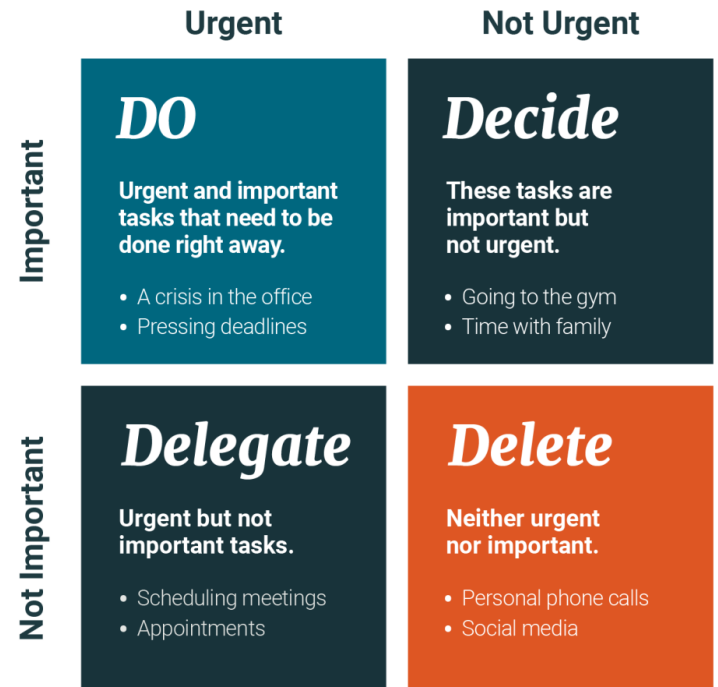 Urgent
Not Urgent
Important
DO
Urgent and important
tasks that need to be
done right away.
• A crisis in the office
• Pressing deadlines
Decide
These tasks are
important but
not urgent.
• Going to the gym
• Time with family
Not Important
Delegate
Urgent but not
important tasks.
• Scheduling meetings
• Appointments
Delete
Neither urgent
nor important.
• Personal phone calls
• Social media